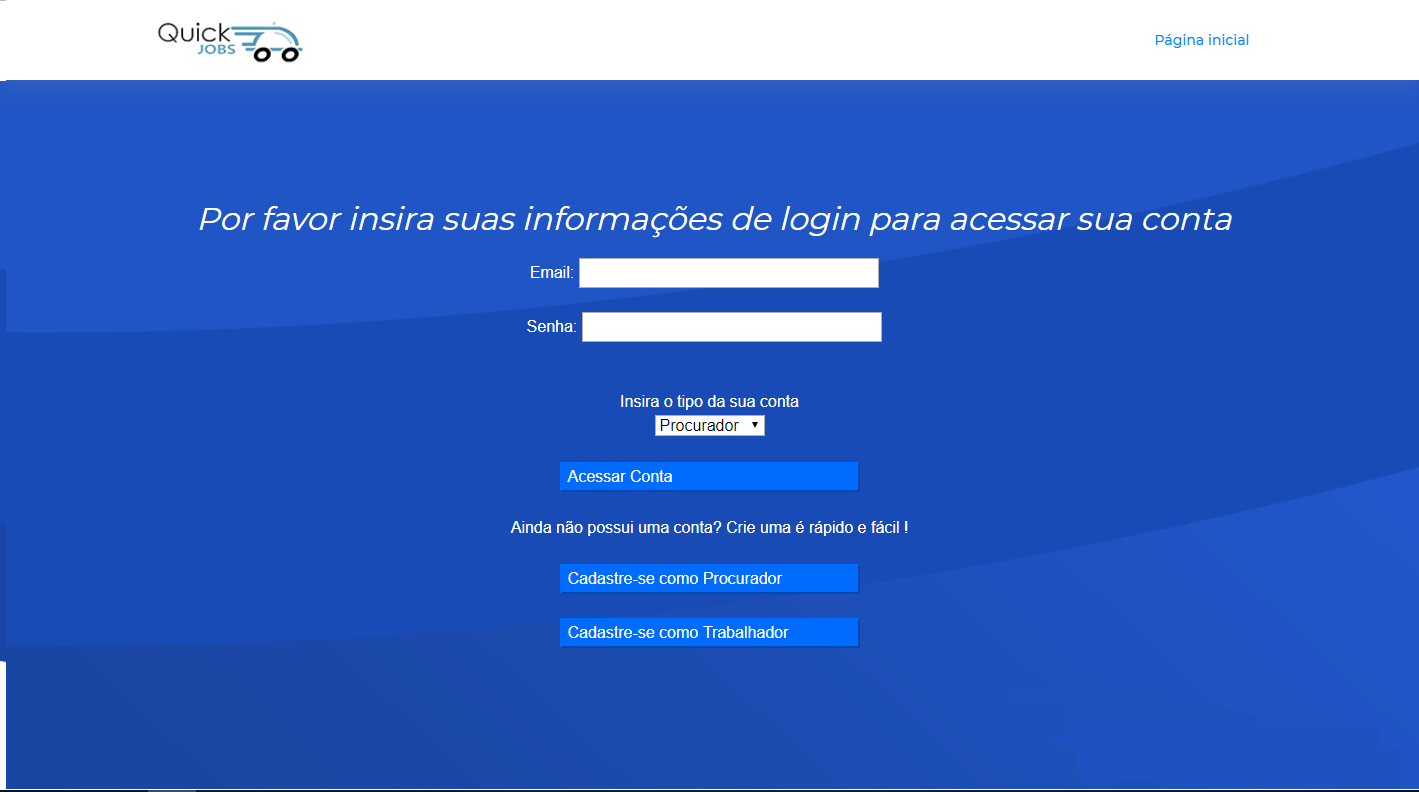 Quick
JOBS
Página inicial
Por favor insira suas informações de login para acessar sua conta
Email:
Senha:
Insira o tipo da sua conta
Procurador
Acessar Conta
Ainda não possui uma conta? Crie uma é rápido e fácil !
Cadastre-se como Procurador
Cadastre-se como Trabalhador